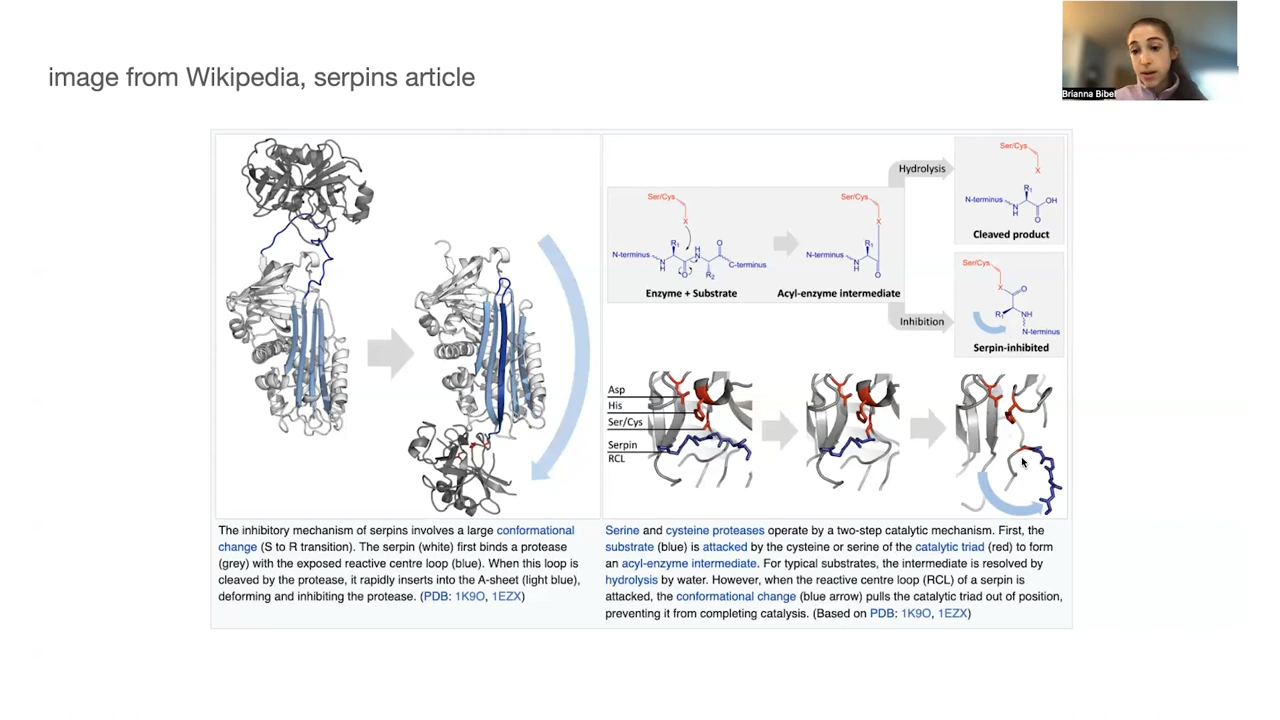 image from Wikipedia, serpins article
Brianna Bibel
Ser/Cys
X
R₁
N-terminus
N
H
O
H
N
R₂
O
C-terminus
Enzyme + Substrate
Ser/Cys
X
R₁
N-terminus
N
H
O
Acyl-enzyme intermediate
Hydrolysis
Inhibition
Ser/Cys
X
R₁
N-terminus
N
H
OH
O
Cleaved product
Ser/Cys
X
O
R₁
NH
N-terminus
Serpin-inhibited
Asp
His
Ser/Cys
Serpin
RCL
The inhibitory mechanism of serpins involves a large conformational
change (S to R transition). The serpin (white) first binds a protease
(grey) with the exposed reactive centre loop (blue). When this loop is
cleaved by the protease, it rapidly inserts into the A-sheet (light blue),
deforming and inhibiting the protease. (PDB: 1K9O, 1EZX)
Serine and cysteine proteases operate by a two-step catalytic mechanism. First, the
substrate (blue) is attacked by the cysteine or serine of the catalytic triad (red) to form
an acyl-enzyme intermediate. For typical substrates, the intermediate is resolved by
hydrolysis by water. However, when the reactive centre loop (RCL) of a serpin is
attacked, the conformational change (blue arrow) pulls the catalytic triad out of position,
preventing it from completing catalysis. (Based on PDB: 1K9O, 1EZX)